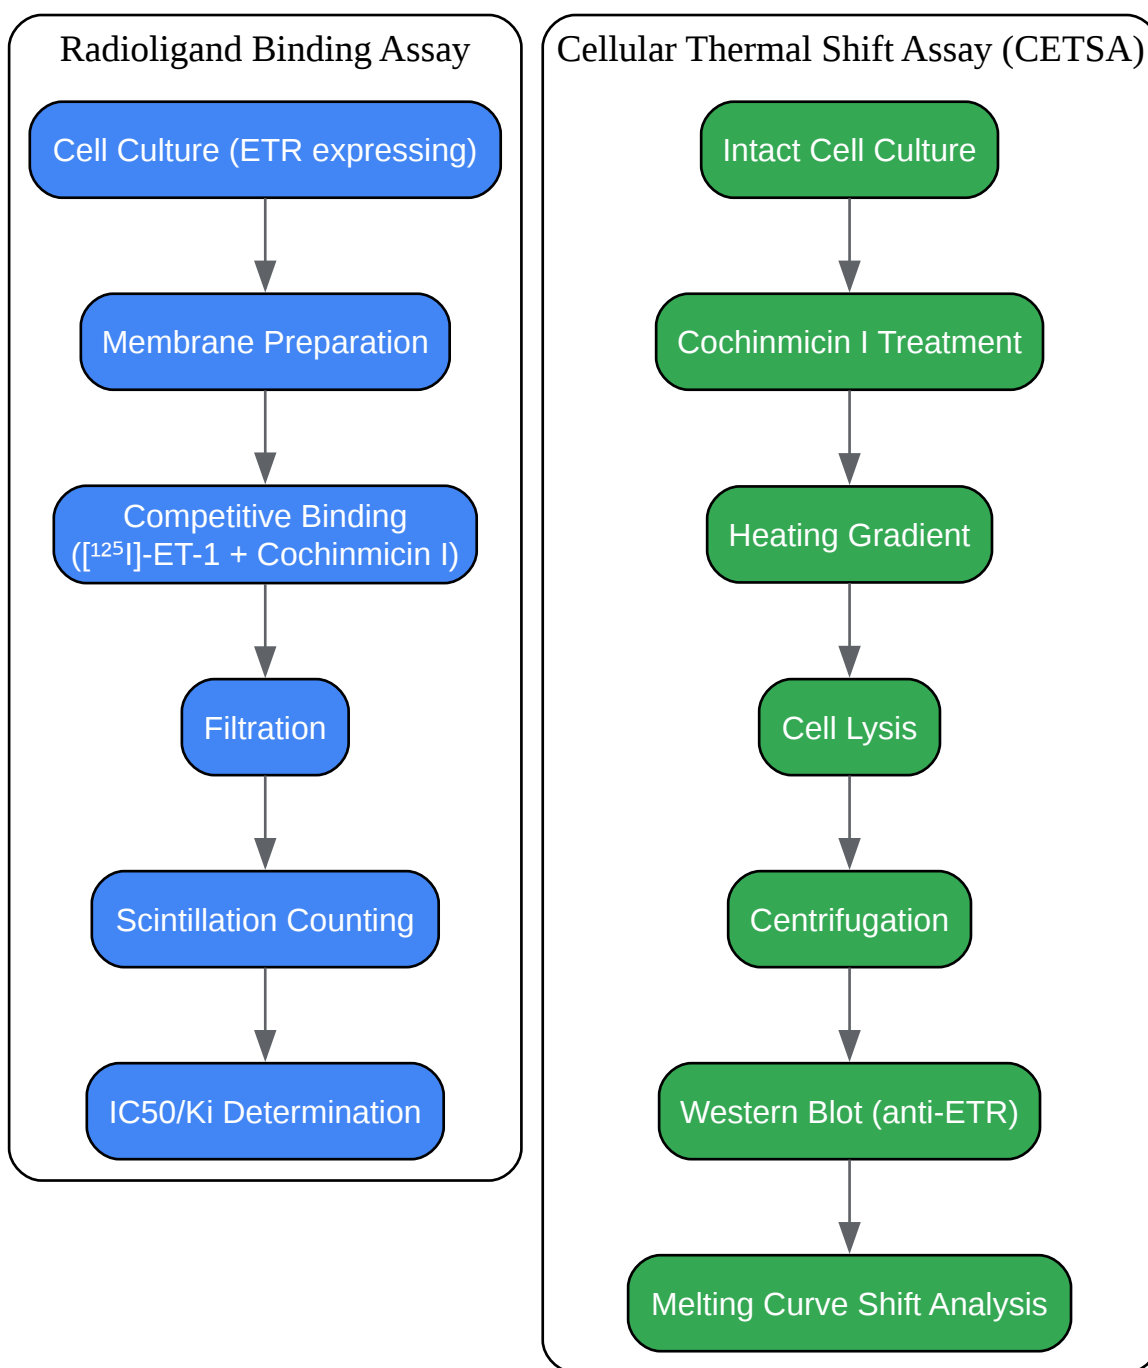 Radioligand Binding Assay
Cell Culture (ETR expressing)
Membrane Preparation
Competitive Binding
([¹²⁵I]-ET-1 + Cochinmicin I)
Filtration
Scintillation Counting
IC50/Ki Determination
Cellular Thermal Shift Assay (CETSA)
Intact Cell Culture
Cochinmicin I Treatment
Heating Gradient
Cell Lysis
Centrifugation
Western Blot (anti-ETR)
Melting Curve Shift Analysis